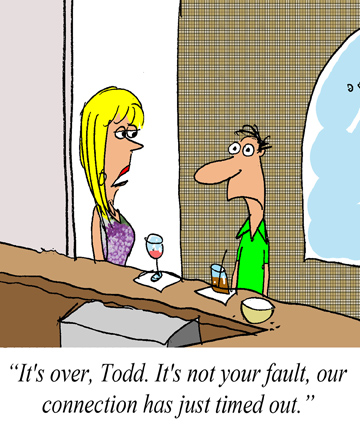 “It's over, Todd. It's not your fault, our
connection has just timed out.”